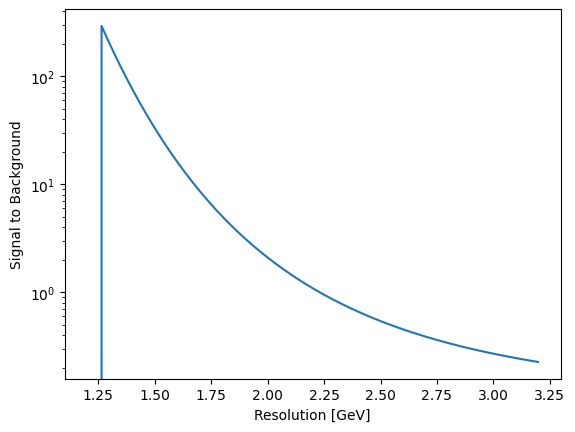 Signal to Background
10²
10¹
10⁰
1.25 1.50 1.75 2.00 2.25 2.50 2.75 3.00 3.25
Resolution [GeV]